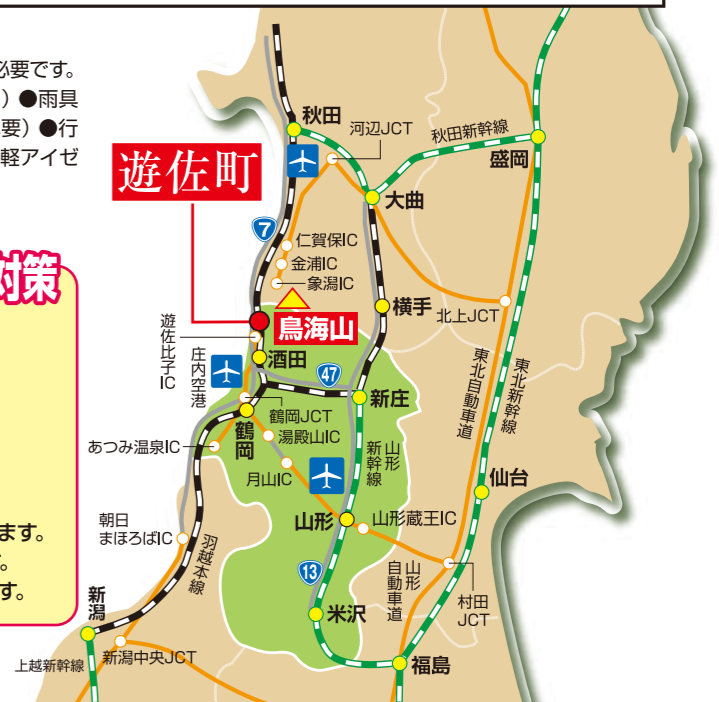 必要です。
）●雨具
要）●行
軽アイゼ
対策
ます。
。
す。
遊佐町
秋田
河辺JCT
秋田新幹線
盛岡
大曲
7
仁賀保IC
金浦IC
象潟IC
鳥海山
横手
北上JCT
遊佐比子IC
酒田
庄内空港
47
新庄
東北自動車道
東北新幹線
鶴岡JCT
鶴岡
湯殿山IC
あつみ温泉IC
月山IC
山形新幹線
仙台
山形
山形蔵王IC
朝日
まほろばIC
羽越本線
13
山形自動車道
村田
JCT
新潟
米沢
上越新幹線
新潟中央JCT
福島